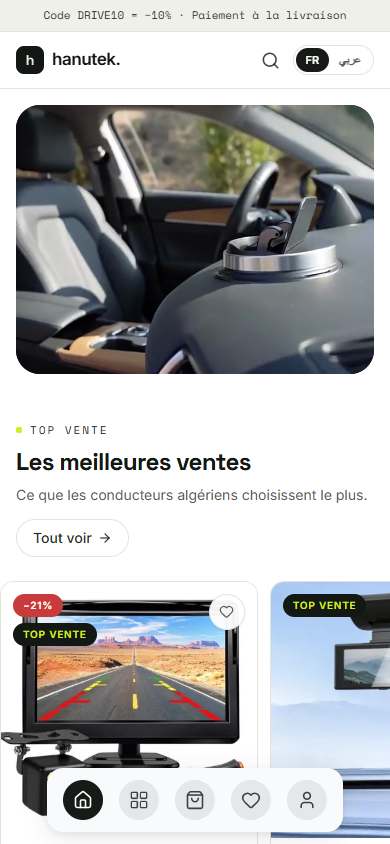 Code DRIVE10 = −10% · Paiement à la livraison
h hanutek. FR عربي
TOP VENTE
Les meilleures ventes
Ce que les conducteurs algériens choisissent le plus.
Tout voir →
−21%
TOP VENTE
TOP VENTE